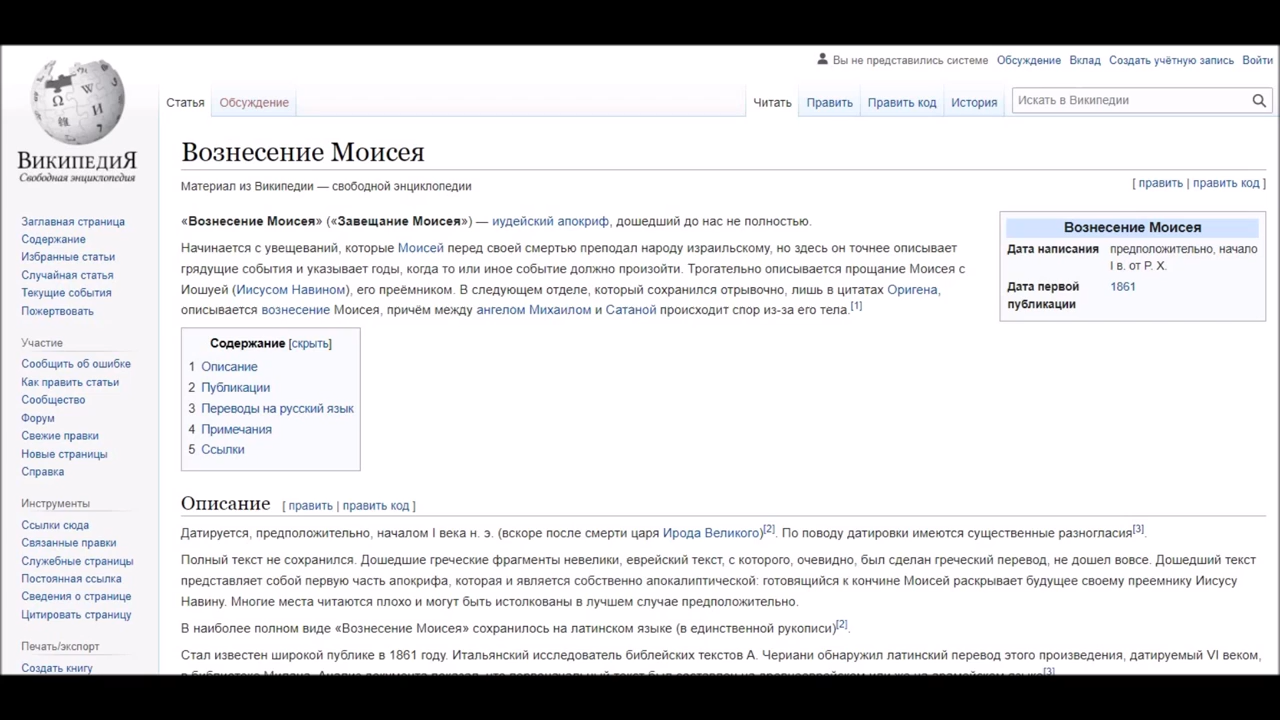 Вы не представились системе Обсуждение Вклад Создать учётную запись Войти
Статья Обсуждение Читать Править Править код История Искать в Википедии
ВикипедиЯ
Свободная энциклопедия
Заглавная страница
Содержание
Избранные статьи
Случайная статья
Текущие события
Пожертвовать
Участие
Сообщить об ошибке
Как править статьи
Сообщество
Форум
Свежие правки
Новые страницы
Справка
Инструменты
Ссылки сюда
Связанные правки
Служебные страницы
Постоянная ссылка
Сведения о странице
Цитировать страницу
Печать/экспорт
Создать книгу
Вознесение Моисея
Материал из Википедии — свободной энциклопедии
[ править | править код ]
«Вознесение Моисея» («Завещание Моисея») — иудейский апокриф, дошедший до нас не полностью.
Начинается с увещеваний, которые Моисей перед своей смертью преподал народу израильскому, но здесь он точнее описывает
грядущие события и указывает годы, когда то или иное событие должно произойти. Трогательно описывается прощание Моисея с
Иошуей (Иисусом Навином), его преёмником. В следующем отделе, который сохранился отрывочно, лишь в цитатах Оригена,
описывается вознесение Моисея, причём между ангелом Михаилом и Сатаной происходит спор из-за его тела.[1]
Вознесение Моисея
Дата написания предположительно, начало
I в. от Р. Х.
Дата первой 1861
публикации
Содержание [скрыть]
1 Описание
2 Публикации
3 Переводы на русский язык
4 Примечания
5 Ссылки
Описание [ править | править код ]
Датируется, предположительно, началом I века н. э. (вскоре после смерти царя Ирода Великого)[2]. По поводу датировки имеются существенные разногласия[3].
Полный текст не сохранился. Дошедшие греческие фрагменты невелики, еврейский текст, с которого, очевидно, был сделан греческий перевод, не дошел вовсе. Дошедший текст
представляет собой первую часть апокрифа, которая и является собственно апокалиптической: готовящийся к кончине Моисей раскрывает будущее своему преемнику Иисусу
Навину. Многие места читаются плохо и могут быть истолкованы в лучшем случае предположительно.
В наиболее полном виде «Вознесение Моисея» сохранилось на латинском языке (в единственной рукописи)[2].
Стал известен широкой публике в 1861 году. Итальянский исследователь библейских текстов А. Чериани обнаружил латинский перевод этого произведения, датируемый VI веком,
[3]